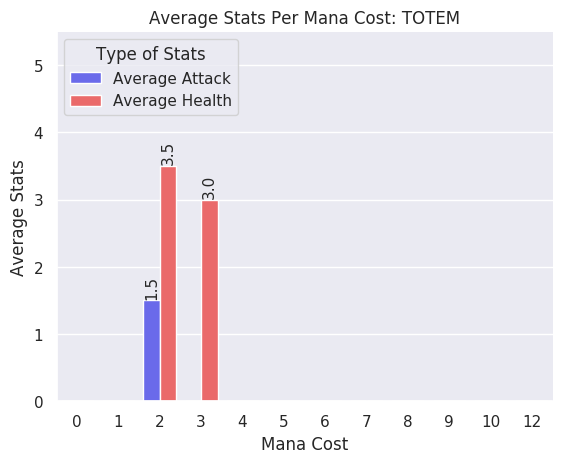 Average Stats Per Mana Cost: TOTEM
Type of Stats
Average Attack
Average Health
Average Stats
5
4
3
2
1
0
1.5
3.5
3.0
0 1 2 3 4 5 6 7 8 9 10 12
Mana Cost